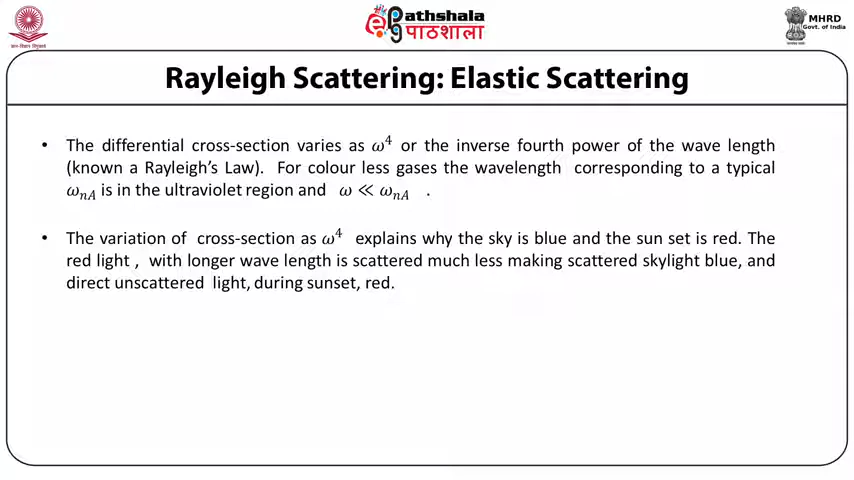 ज्ञान-विज्ञान विमुक्तये
ePathshala
पाठशाला
MHRD
Govt. of India
Rayleigh Scattering: Elastic Scattering
• The differential cross-section varies as 𝜔⁴ or the inverse fourth power of the wave length
(known a Rayleigh's Law). For colour less gases the wavelength corresponding to a typical
𝜔ₙA is in the ultraviolet region and 𝜔 ≪ 𝜔ₙA .
• The variation of cross-section as 𝜔⁴ explains why the sky is blue and the sun set is red. The
red light , with longer wave length is scattered much less making scattered skylight blue, and
direct unscattered light, during sunset, red.